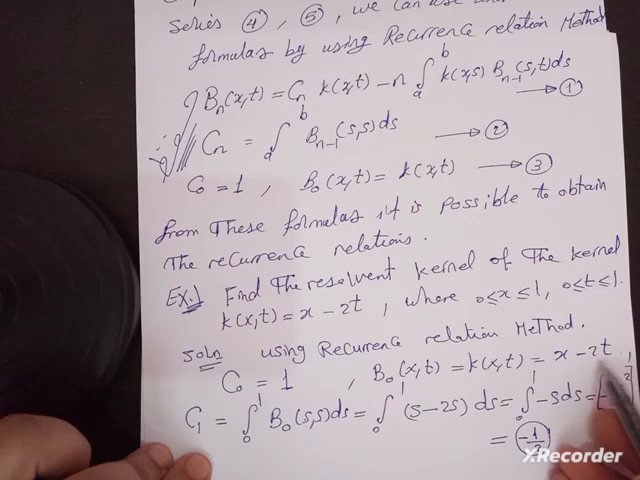 Series ④, ⑤, we can use
formulas by using Recurrence relation Method
Bₙ(x,t) = Cₙ k(x,t) - n ∫ₐᵇ k(x,s) Bₙ₋₁(s,t)ds → ①
Cₙ = ∫ₐᵇ Bₙ₋₁(s,s)ds → ②
C₀ = 1, B₀(x,t) = k(x,t) → ③
from These formulas it is possible to obtain
The recurrence relations.
EX.1 Find The resolvent kernel of The kernel
k(x,t) = x - 2t, where 0≤x≤1, 0≤t≤1.
Soln using Recurrence relation Method.
C₀ = 1, B₀(x,t) = k(x,t) = x - 2t.
C₁ = ∫₀¹ B₀(s,s)ds = ∫₀¹ (s-2s) ds = ∫₀¹ -s ds =
= -1/2
XRecorder